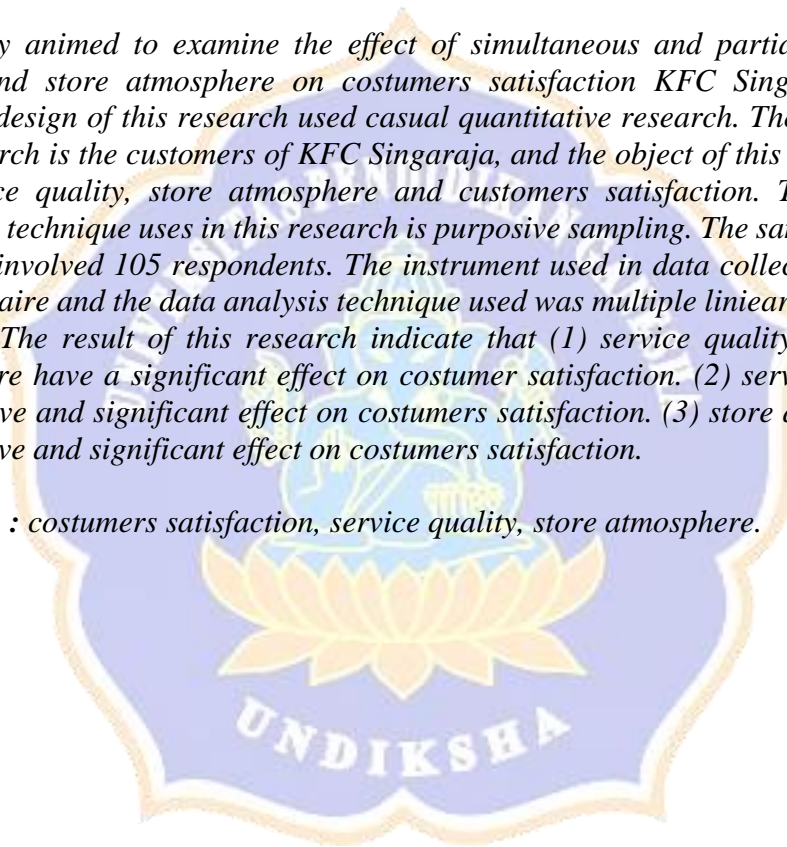 y animed to examine the effect of simultaneous and partia
nd store atmosphere on costumers satisfaction KFC Sing
design of this research used casual quantitative research. The
rch is the customers of KFC Singaraja, and the object of this
ce quality, store atmosphere and customers satisfaction. T
technique uses in this research is purposive sampling. The sa
involved 105 respondents. The instrument used in data collec
aire and the data analysis technique used was multiple liniear
The result of this research indicate that (1) service quality
re have a significant effect on costumer satisfaction. (2) serv
ve and significant effect on costumers satisfaction. (3) store
ve and significant effect on costumers satisfaction.
: costumers satisfaction, service quality, store atmosphere.
UNDIKSHA